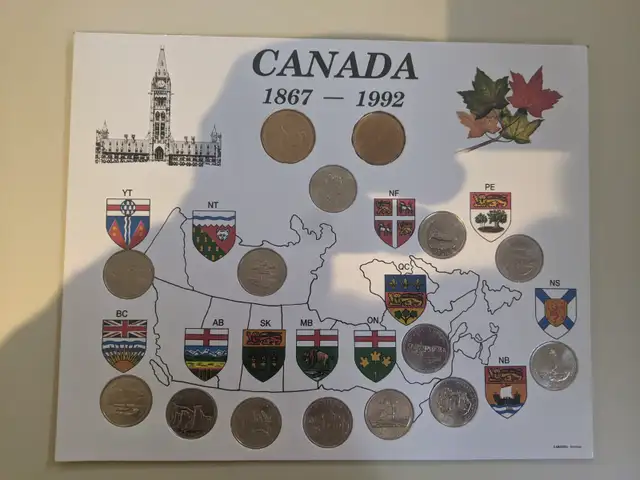 CANADA
1867 — 1992
YT
NT
NF
PE
QC
NS
BC
AB
SK
MB
ON
NB